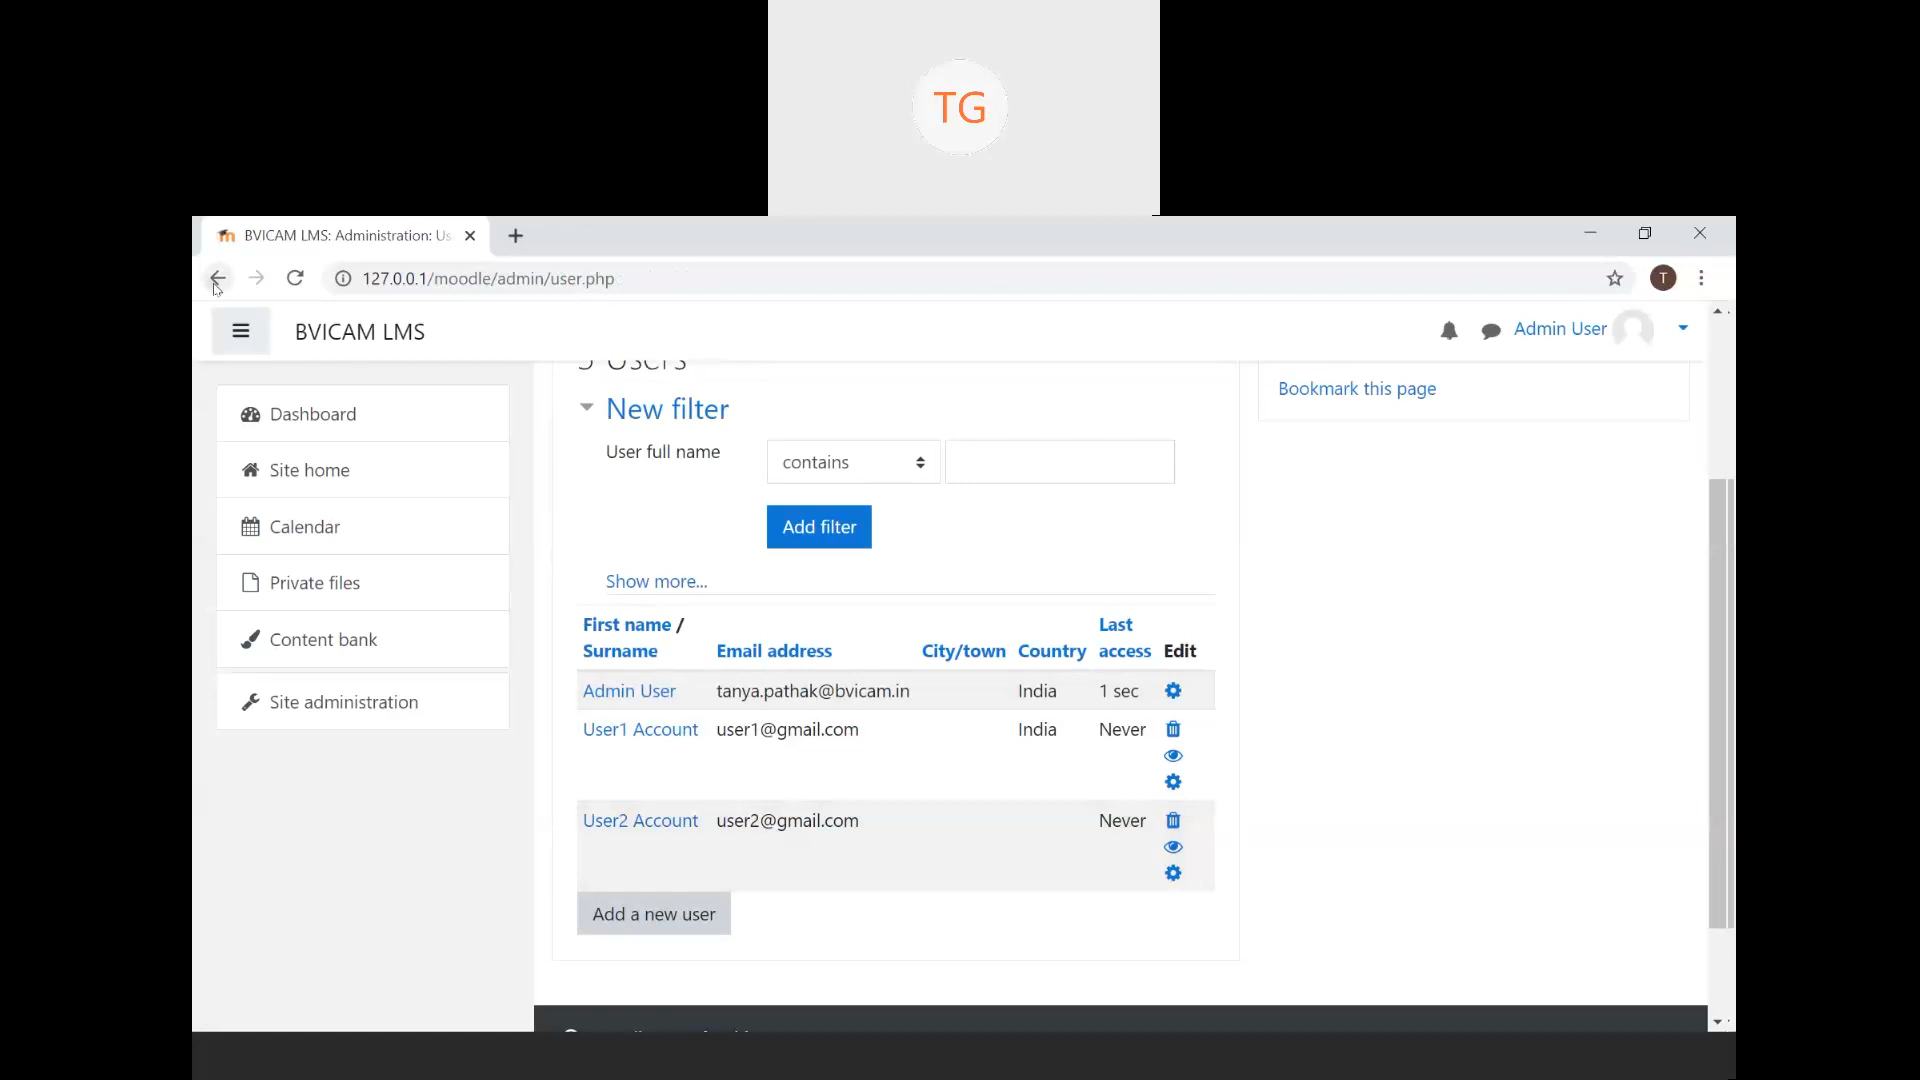 TG
BVICAM LMS: Administration: Us
127.0.0.1/moodle/admin/user.php
T
BVICAM LMS
Admin User
Users
Bookmark this page
Dashboard
Site home
Calendar
Private files
Content bank
Site administration
New filter
User full name contains
Add filter
Show more...
First name / Surname Email address City/town Country Last access Edit
Admin User tanya.pathak@bvicam.in India 1 sec
User1 Account user1@gmail.com India Never
User2 Account user2@gmail.com Never
Add a new user